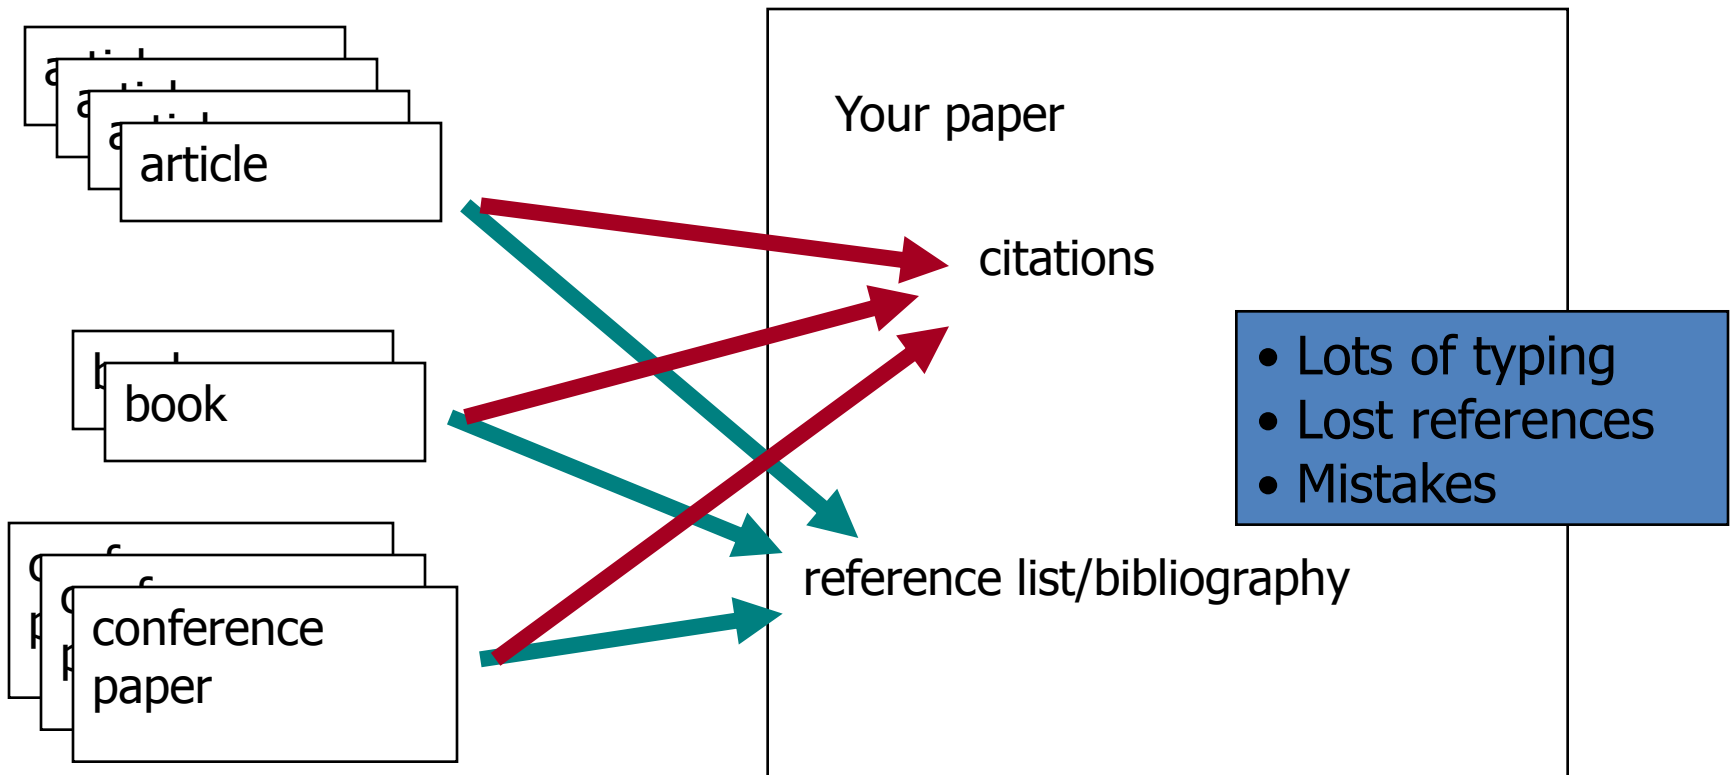 article
book
conference
paper
Your paper
citations
reference list/bibliography
• Lots of typing
• Lost references
• Mistakes